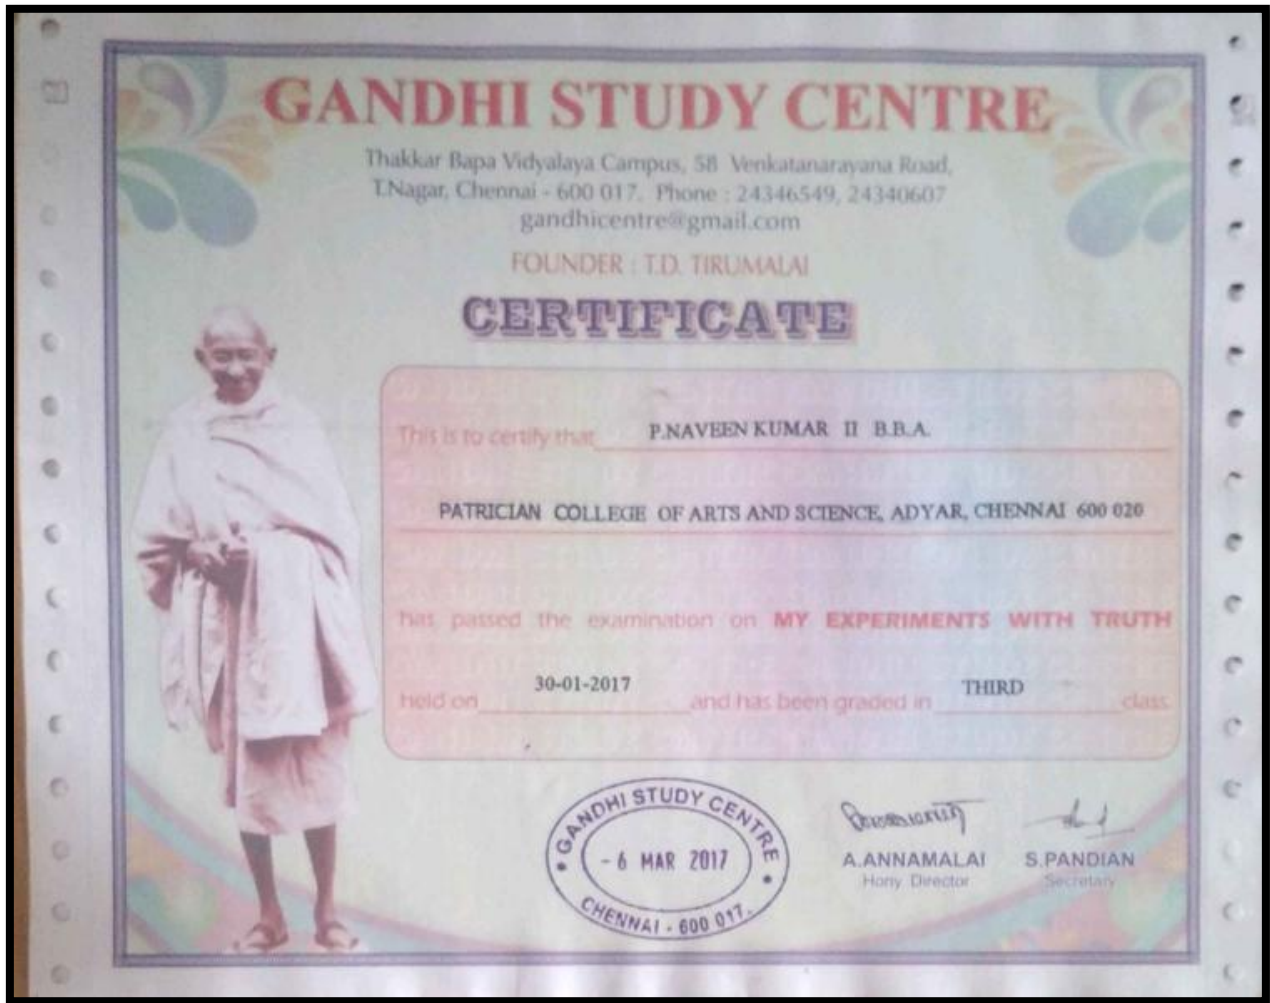 GANDHI STUDY CENTRE
Thakkar Bapa Vidyalaya Campus, 58 Venkatanarayana Road,
T.Nagar, Chennai - 600 017. Phone : 24346549, 24340607
gandhicentre@gmail.com
FOUNDER : T.D. TIRUMALAI
CERTIFICATE
This is to certify that P.NAVEEN KUMAR II B.B.A.
PATRICIAN COLLEGE OF ARTS AND SCIENCE, ADYAR, CHENNAI 600 020
has passed the examination on MY EXPERIMENTS WITH TRUTH
held on 30-01-2017 and has been graded in THIRD class
GANDHI STUDY CENTRE
- 6 MAR 2017
CHENNAI - 600 017.
A.ANNAMALAI S.PANDIAN
Hony. Director Secretary